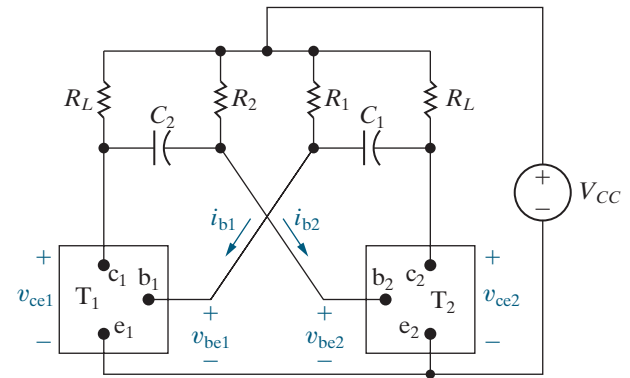 R_L C_2 R_2 R_1 C_1 R_L
+ − V_CC
i_b1 i_b2
+ v_ce1 −
c_1 b_1 T_1 e_1
+ v_be1 −
+ v_be2 −
b_2 c_2 T_2 e_2
+ v_ce2 −